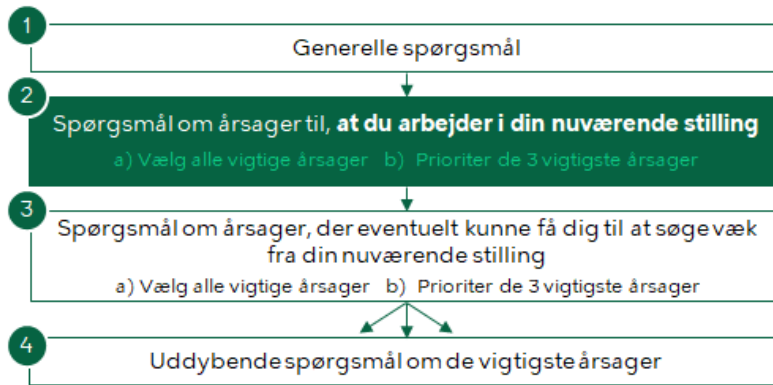 1
Generelle spørgsmål
2
Spørgsmål om årsager til, at du arbejder i din nuværende stilling
a) Vælg alle vigtige årsager b) Prioriter de 3 vigtigste årsager
3
Spørgsmål om årsager, der eventuelt kunne få dig til at søge væk
fra din nuværende stilling
a) Vælg alle vigtige årsager b) Prioriter de 3 vigtigste årsager
4
Uddybende spørgsmål om de vigtigste årsager